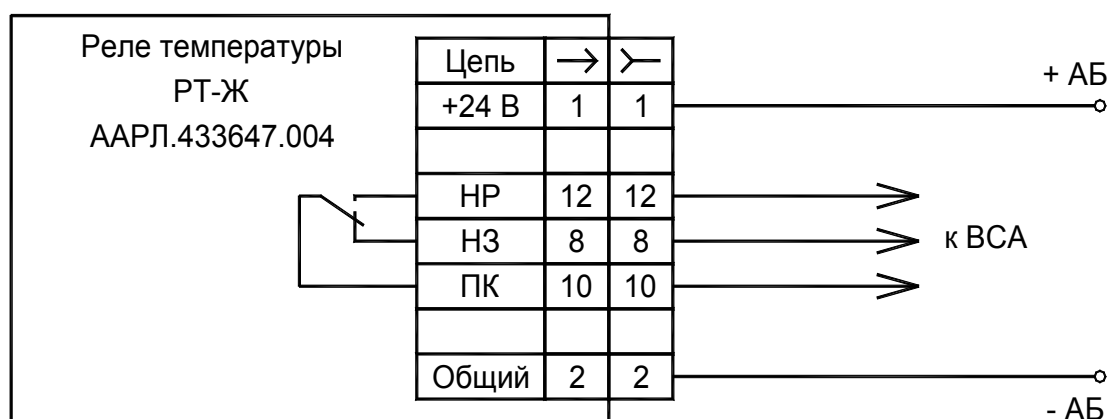 Реле температуры
РТ-Ж
ААРЛ.433647.004
Цепь
+24 В 1 1
+ АБ
НР 12 12
НЗ 8 8
к ВСА
ПК 10 10
Общий 2 2
- АБ